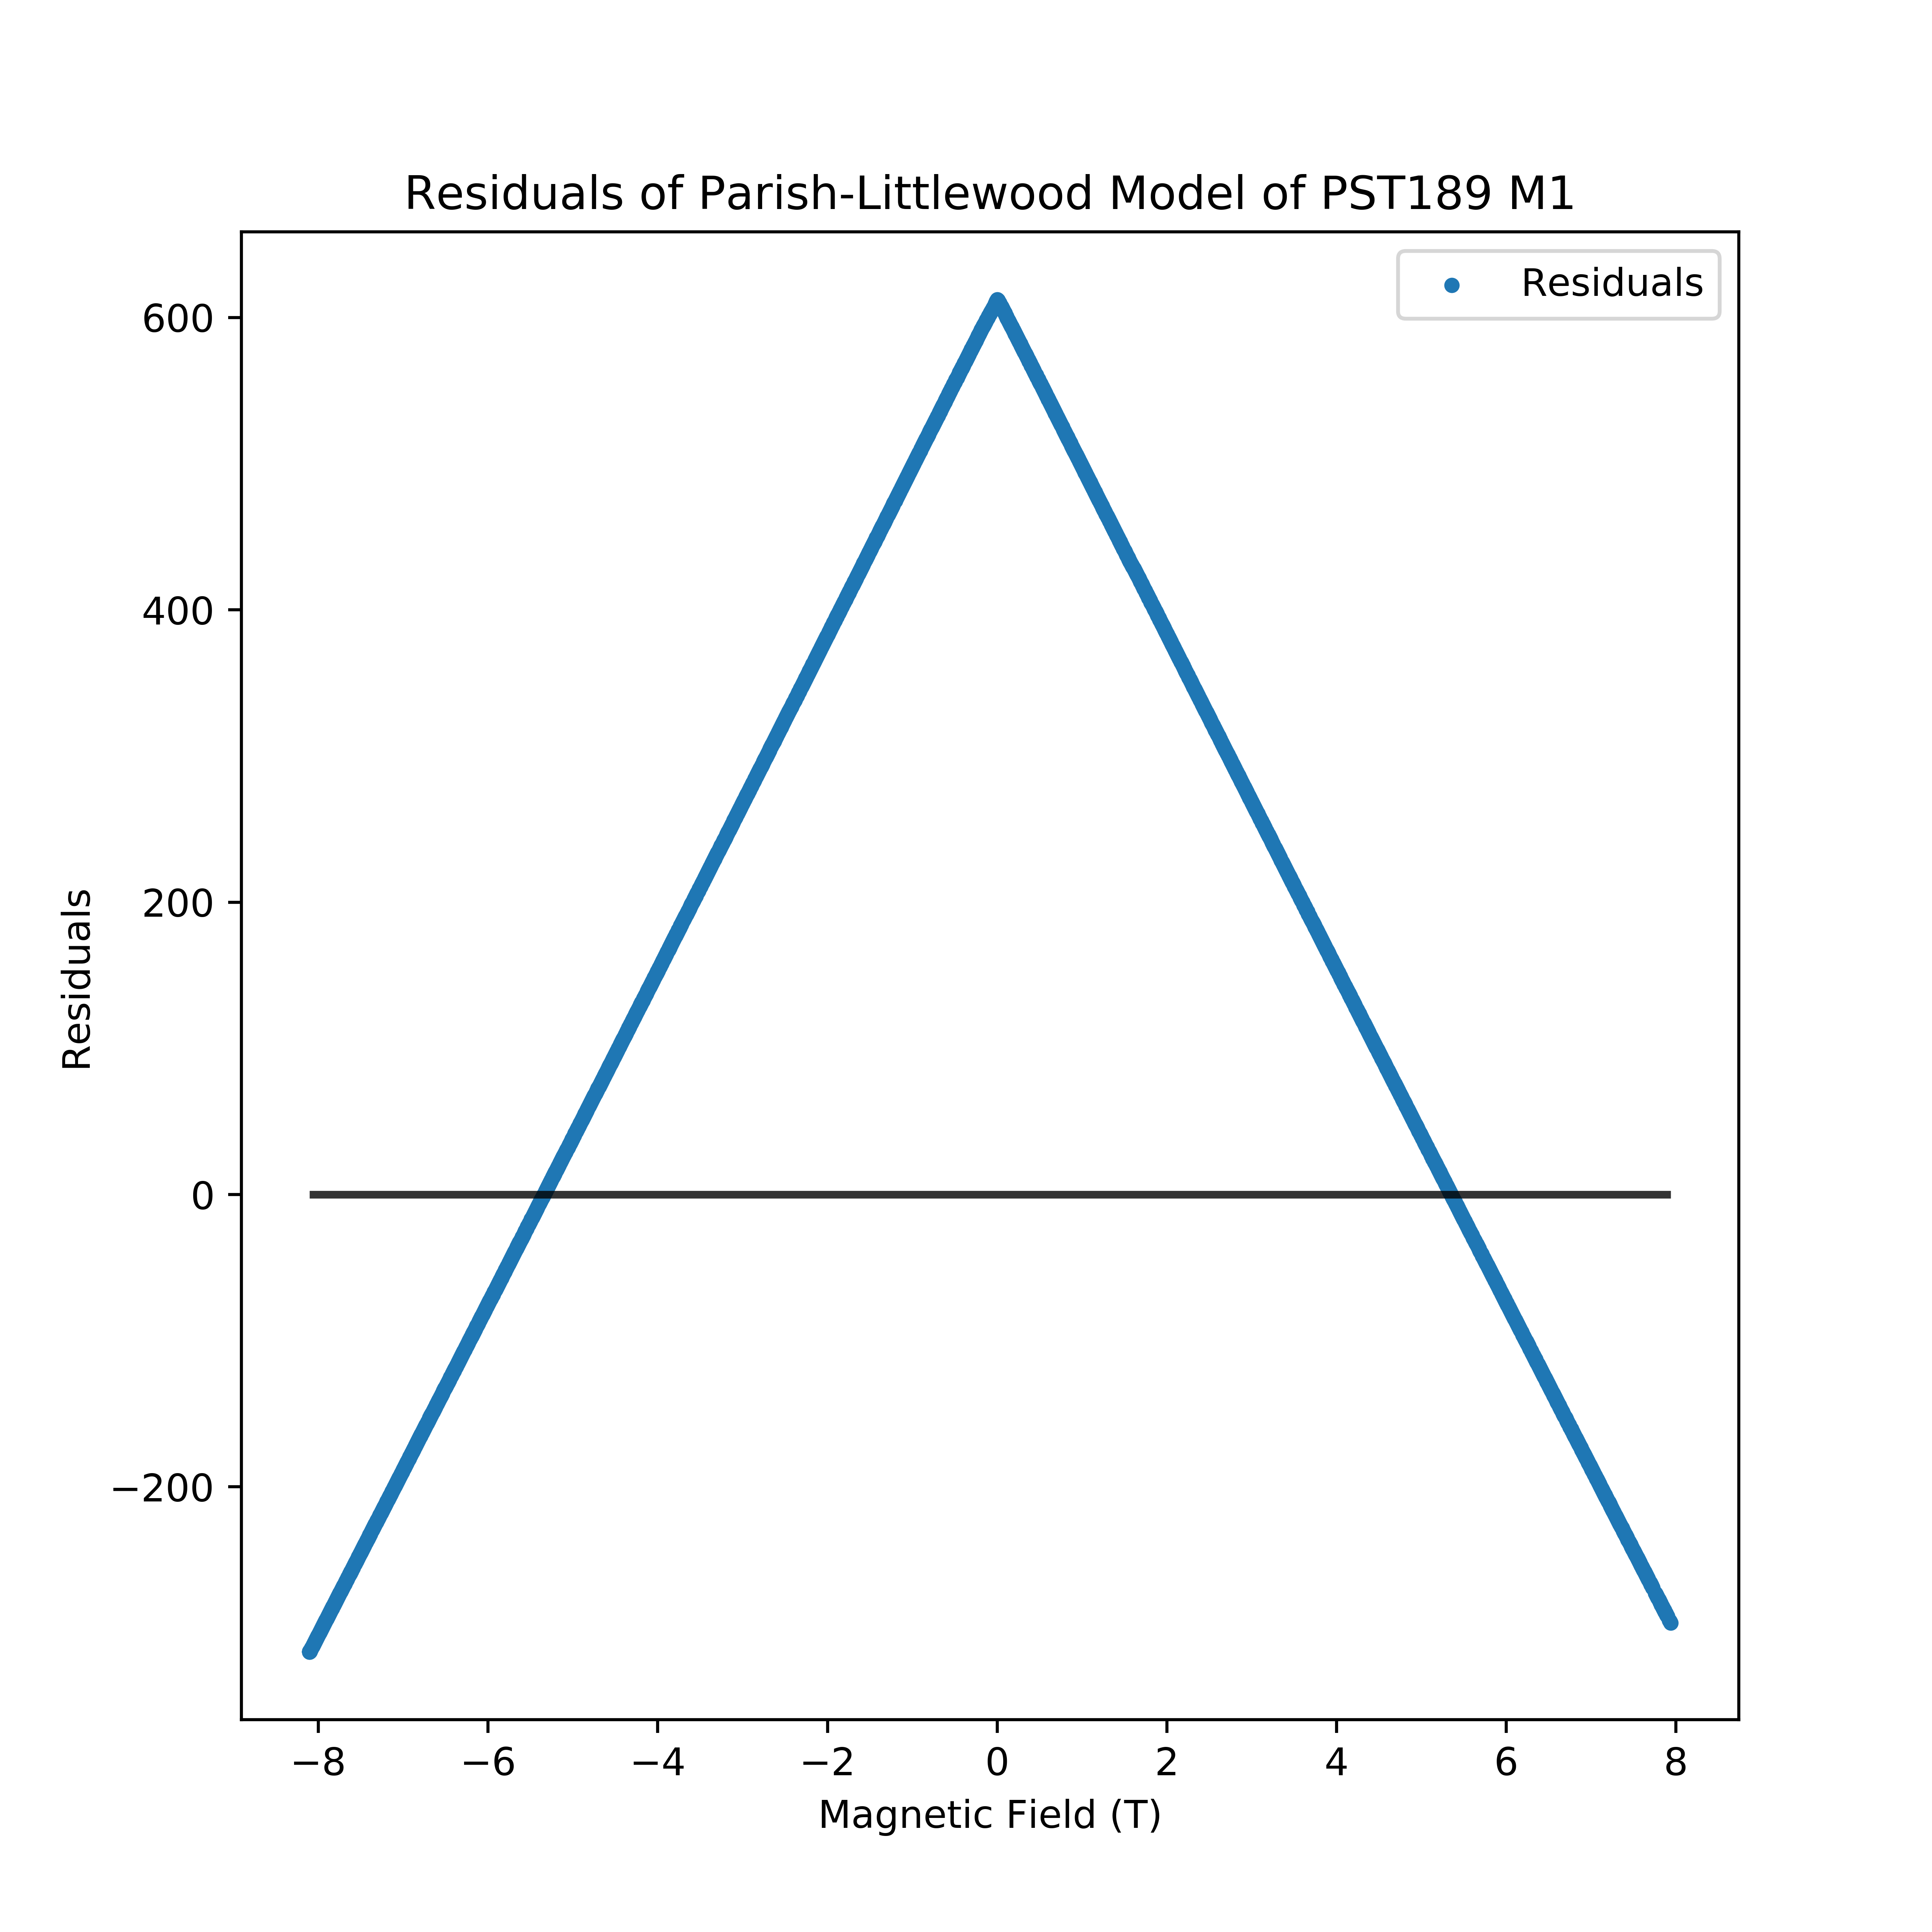 Residuals of Parish-Littlewood Model of PST189 M1
Residuals
600
400
200
0
−200
Residuals
−8 −6 −4 −2 0 2 4 6 8
Magnetic Field (T)